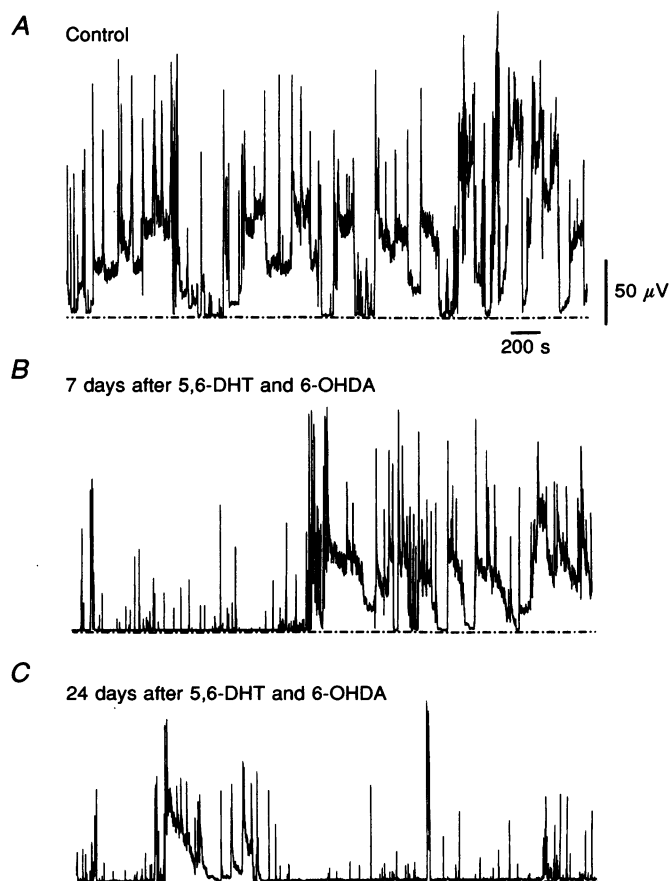 A
Control
50 μV
200 s
B
7 days after 5,6-DHT and 6-OHDA
C
24 days after 5,6-DHT and 6-OHDA